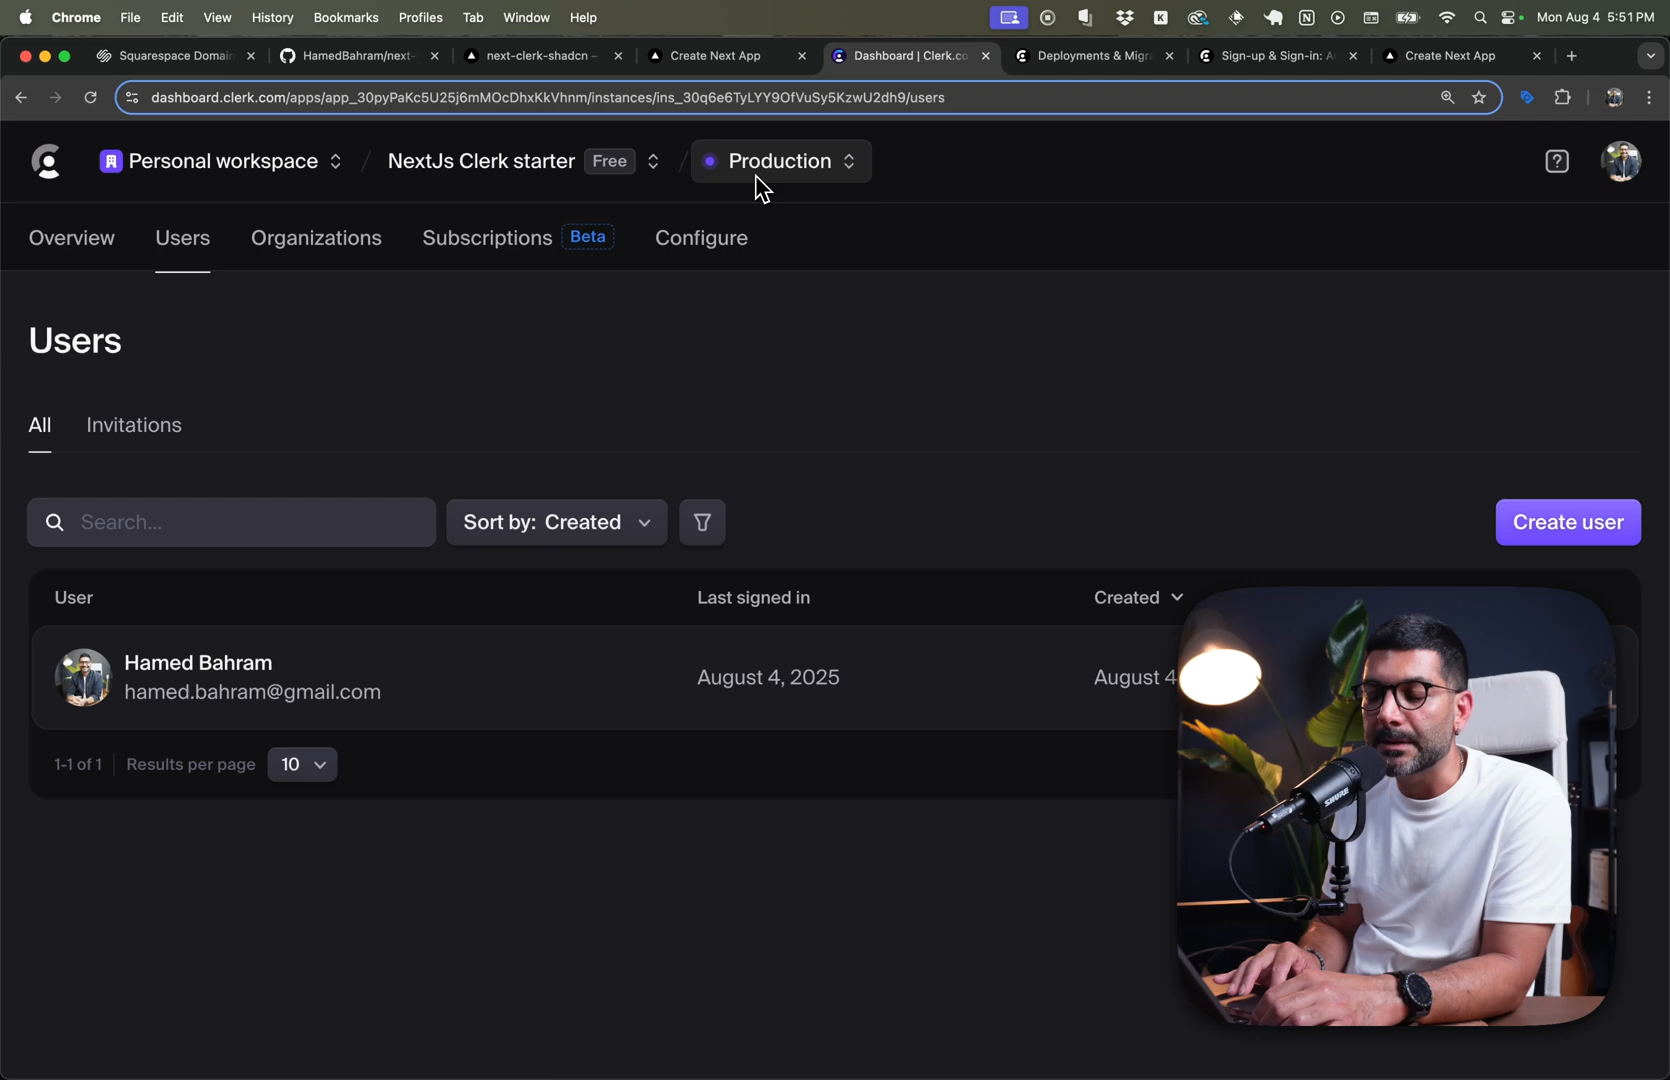 Chrome File Edit View History Bookmarks Profiles Tab Window Help Mon Aug 4 5:51 PM
Squarespace Domain HamedBahram/next- next-clerk-shadcn – Create Next App Dashboard | Clerk.co Deployments & Migra Sign-up & Sign-in: A Create Next App
dashboard.clerk.com/apps/app_30pyPaKc5U25j6mMOcDhxKkVhnm/instances/ins_30q6e6TyLYY9OfVuSy5KzwU2dh9/users
Personal workspace / NextJs Clerk starter Free / Production
Overview Users Organizations Subscriptions Beta Configure
Users
All Invitations
Search... Sort by: Created Create user
User Last signed in Created
Hamed Bahram
hamed.bahram@gmail.com August 4, 2025 August 4
1-1 of 1 Results per page 10
SHURE